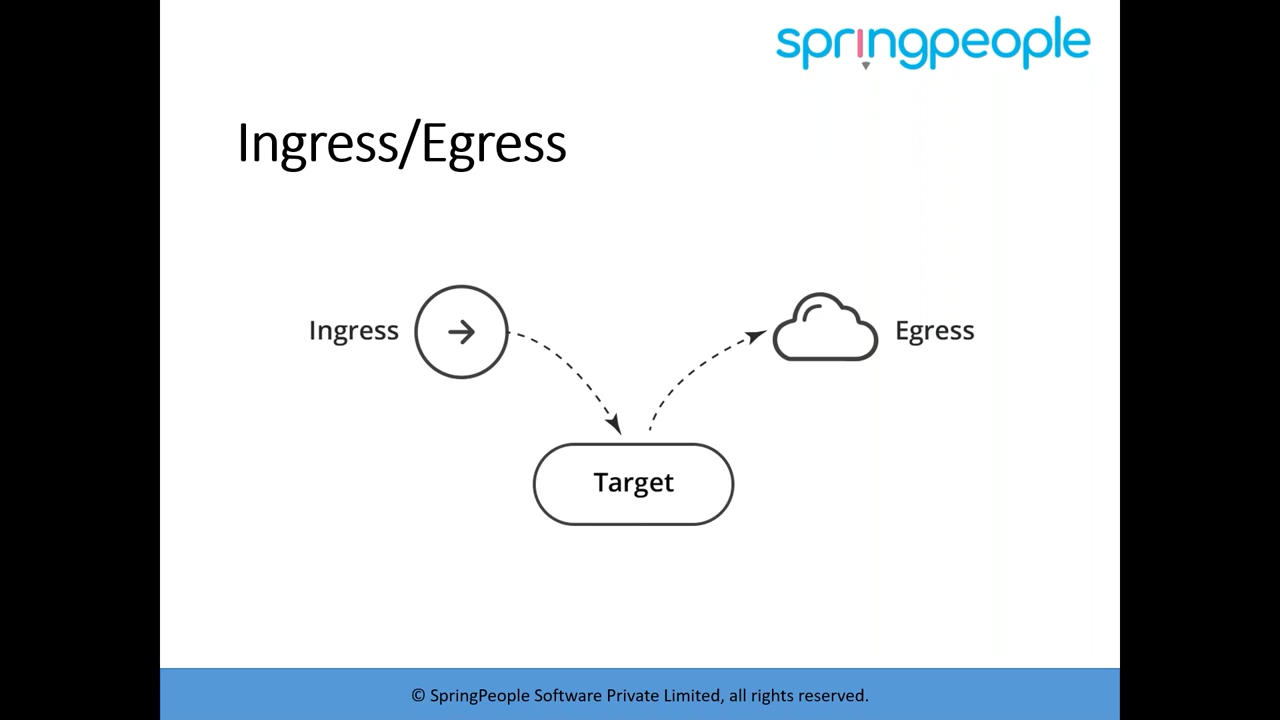 springpeople
Ingress/Egress
Ingress
Egress
Target
© SpringPeople Software Private Limited, all rights reserved.